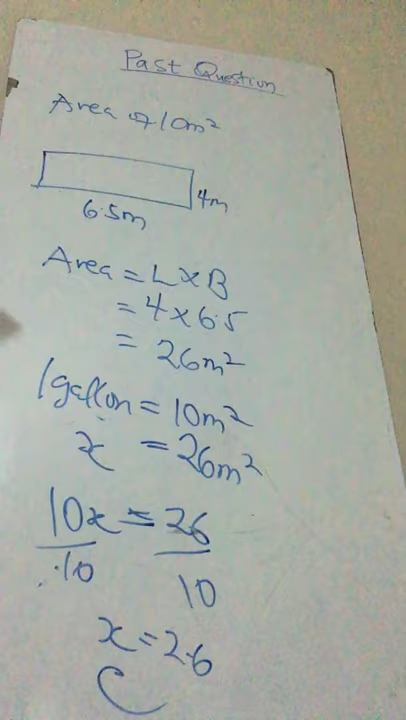 Past Question
Area of 10m²
4m
6.5m
Area = L x B
= 4 x 6.5
= 26m²
1gallon = 10m²
x = 26m²
10x = 26
10 10
x = 2.6
C